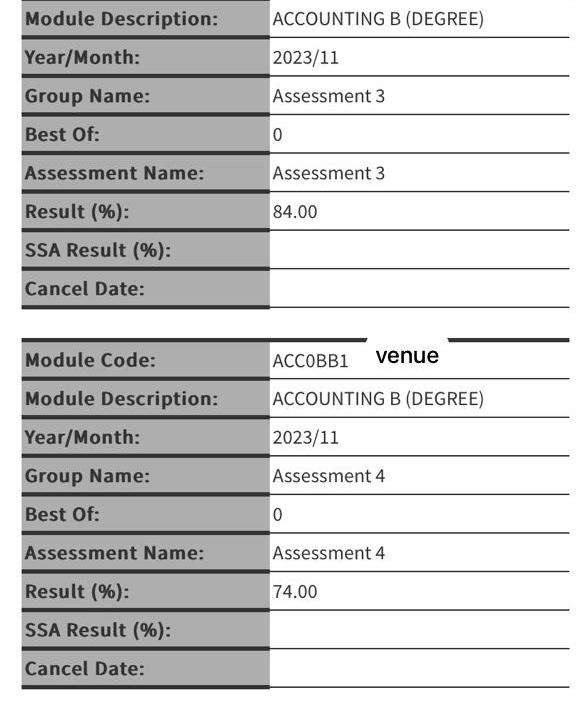 Module Description: ACCOUNTING B (DEGREE)
Year/Month: 2023/11
Group Name: Assessment 3
Best Of: 0
Assessment Name: Assessment 3
Result (%): 84.00
SSA Result (%):
Cancel Date:
Module Code: ACC0BB1 venue
Module Description: ACCOUNTING B (DEGREE)
Year/Month: 2023/11
Group Name: Assessment 4
Best Of: 0
Assessment Name: Assessment 4
Result (%): 74.00
SSA Result (%):
Cancel Date: